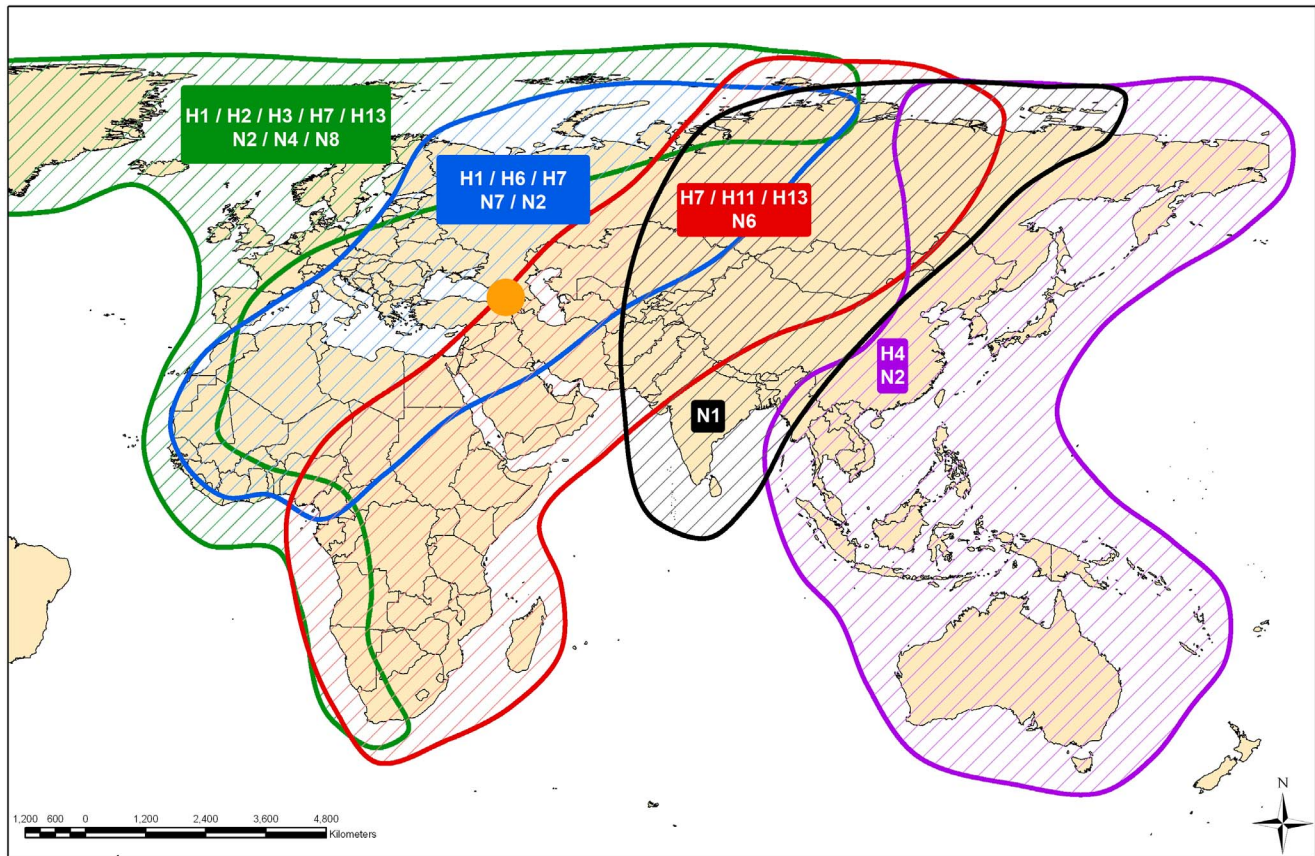 H1 / H2 / H3 / H7 / H13
N2 / N4 / N8
H1 / H6 / H7
N7 / N2
H7 / H11 / H13
N6
H4
N2
N1
N
1,200 600 0 1,200 2,400 3,600 4,800
Kilometers